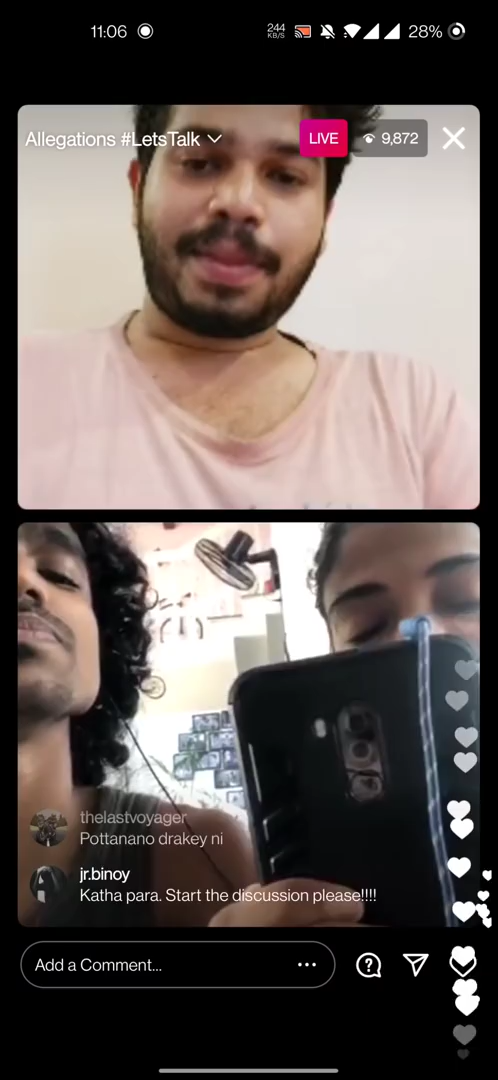 11:06
244
KB/S
28%
Allegations #LetsTalk
LIVE
9,872
thelastvoyager
Pottanano drakey ni
jr.binoy
Katha para. Start the discussion please!!!!
Add a Comment...